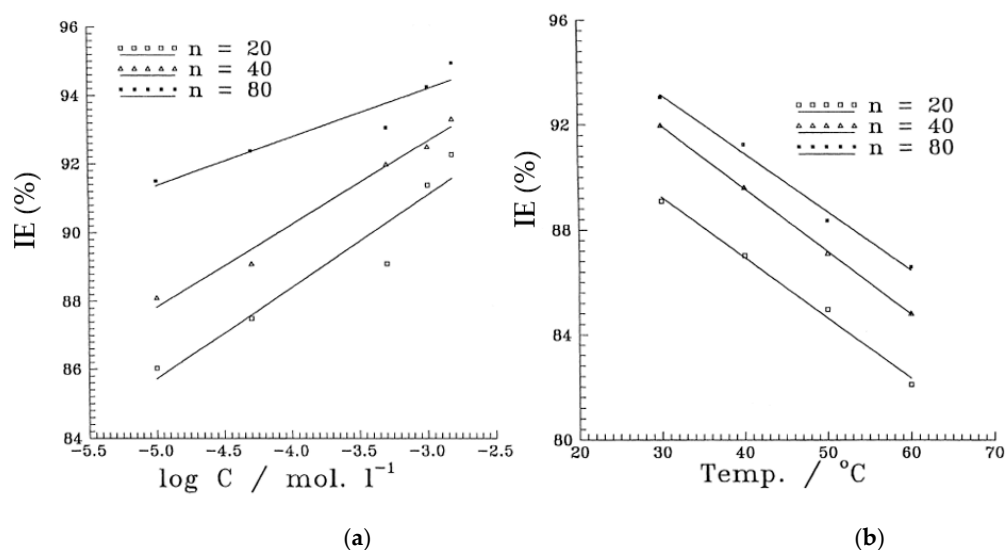 96
94
92
90
88
86
84
IE (%)
n = 20
n = 40
n = 80
-5.5 -5.0 -4.5 -4.0 -3.5 -3.0 -2.5
log C / mol. l⁻¹
(a)
96
92
88
84
80
IE (%)
n = 20
n = 40
n = 80
20 30 40 50 60 70
Temp. / °C
(b)